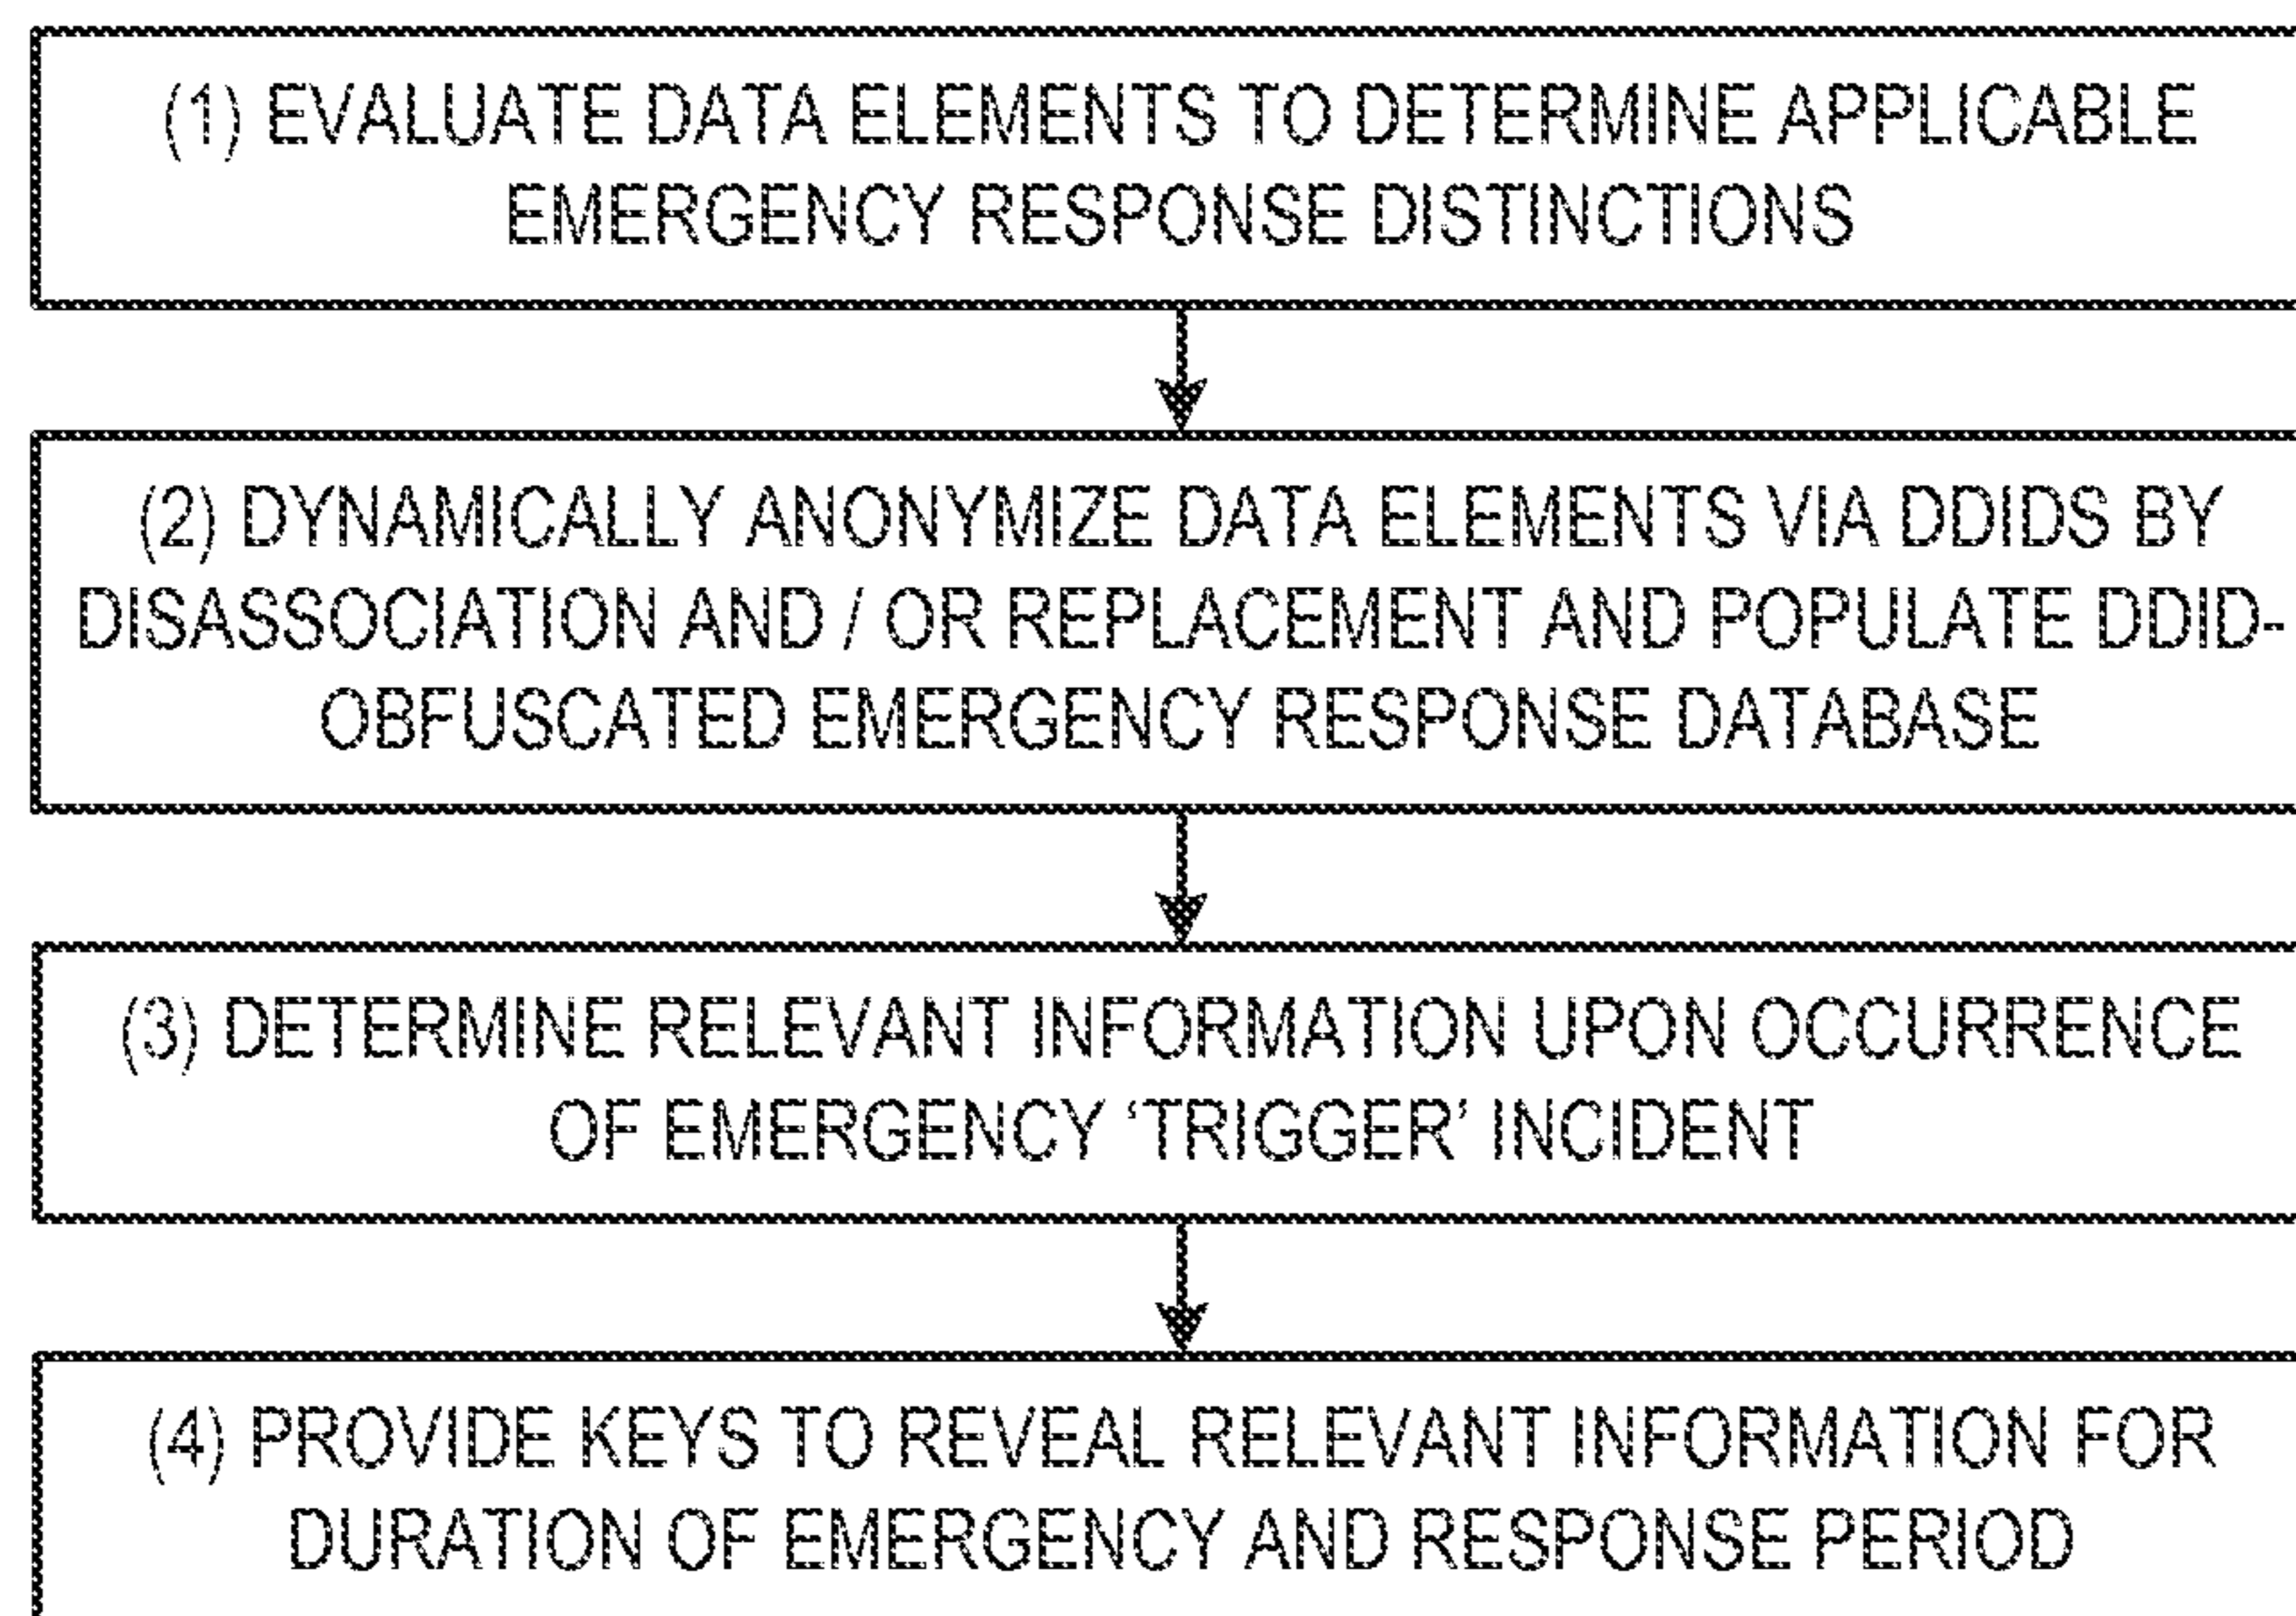 (1) EVALUATE DATA ELEMENTS TO DETERMINE APPLICABLE
EMERGENCY RESPONSE DISTINCTIONS
(2) DYNAMICALLY ANONYMIZE DATA ELEMENTS VIA DDIDS BY
DISASSOCIATION AND / OR REPLACEMENT AND POPULATE DDID-
OBFUSCATED EMERGENCY RESPONSE DATABASE
(3) DETERMINE RELEVANT INFORMATION UPON OCCURRENCE
OF EMERGENCY ‘TRIGGER’ INCIDENT
(4) PROVIDE KEYS TO REVEAL RELEVANT INFORMATION FOR
DURATION OF EMERGENCY AND RESPONSE PERIOD